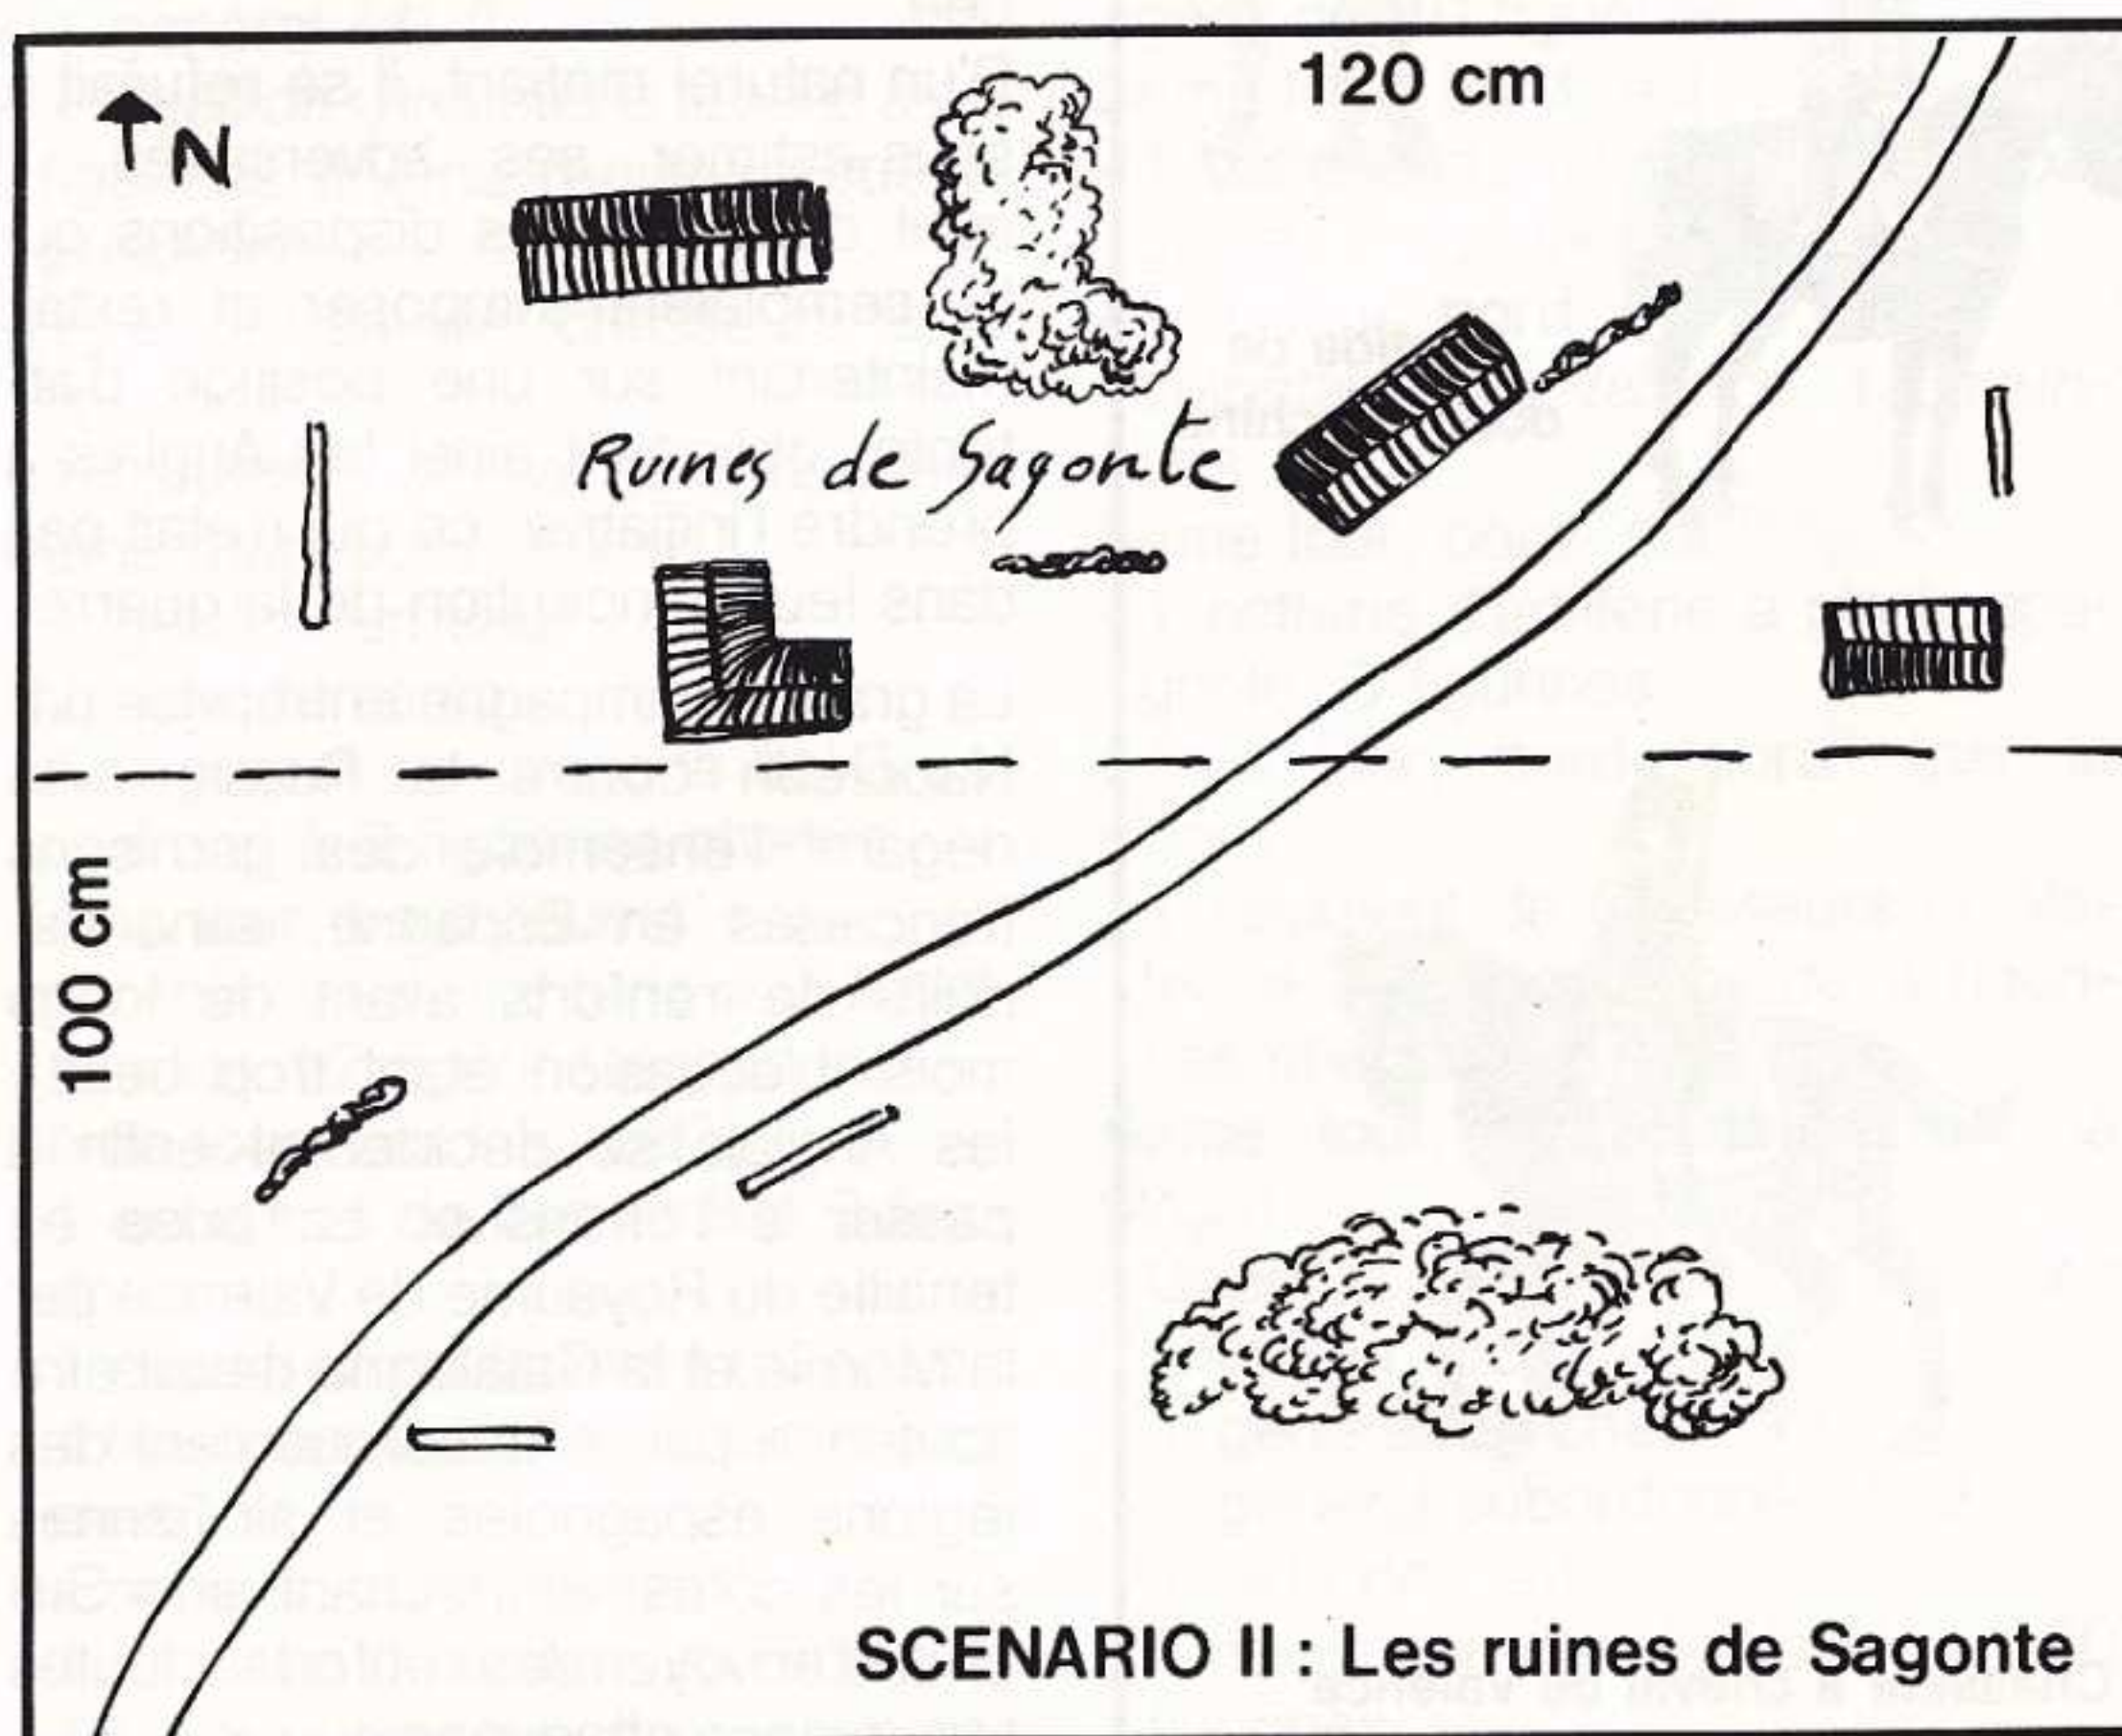 120 cm
N
Ruines de Sagonte
100 cm
SCENARIO II : Les ruines de Sagonte